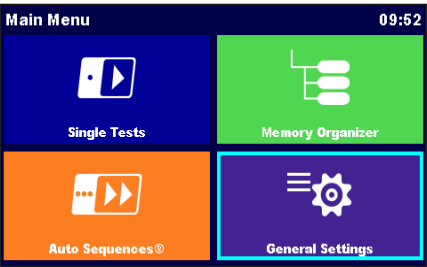 Main Menu 09:52
Single Tests
Memory Organizer
Auto Sequences®
General Settings